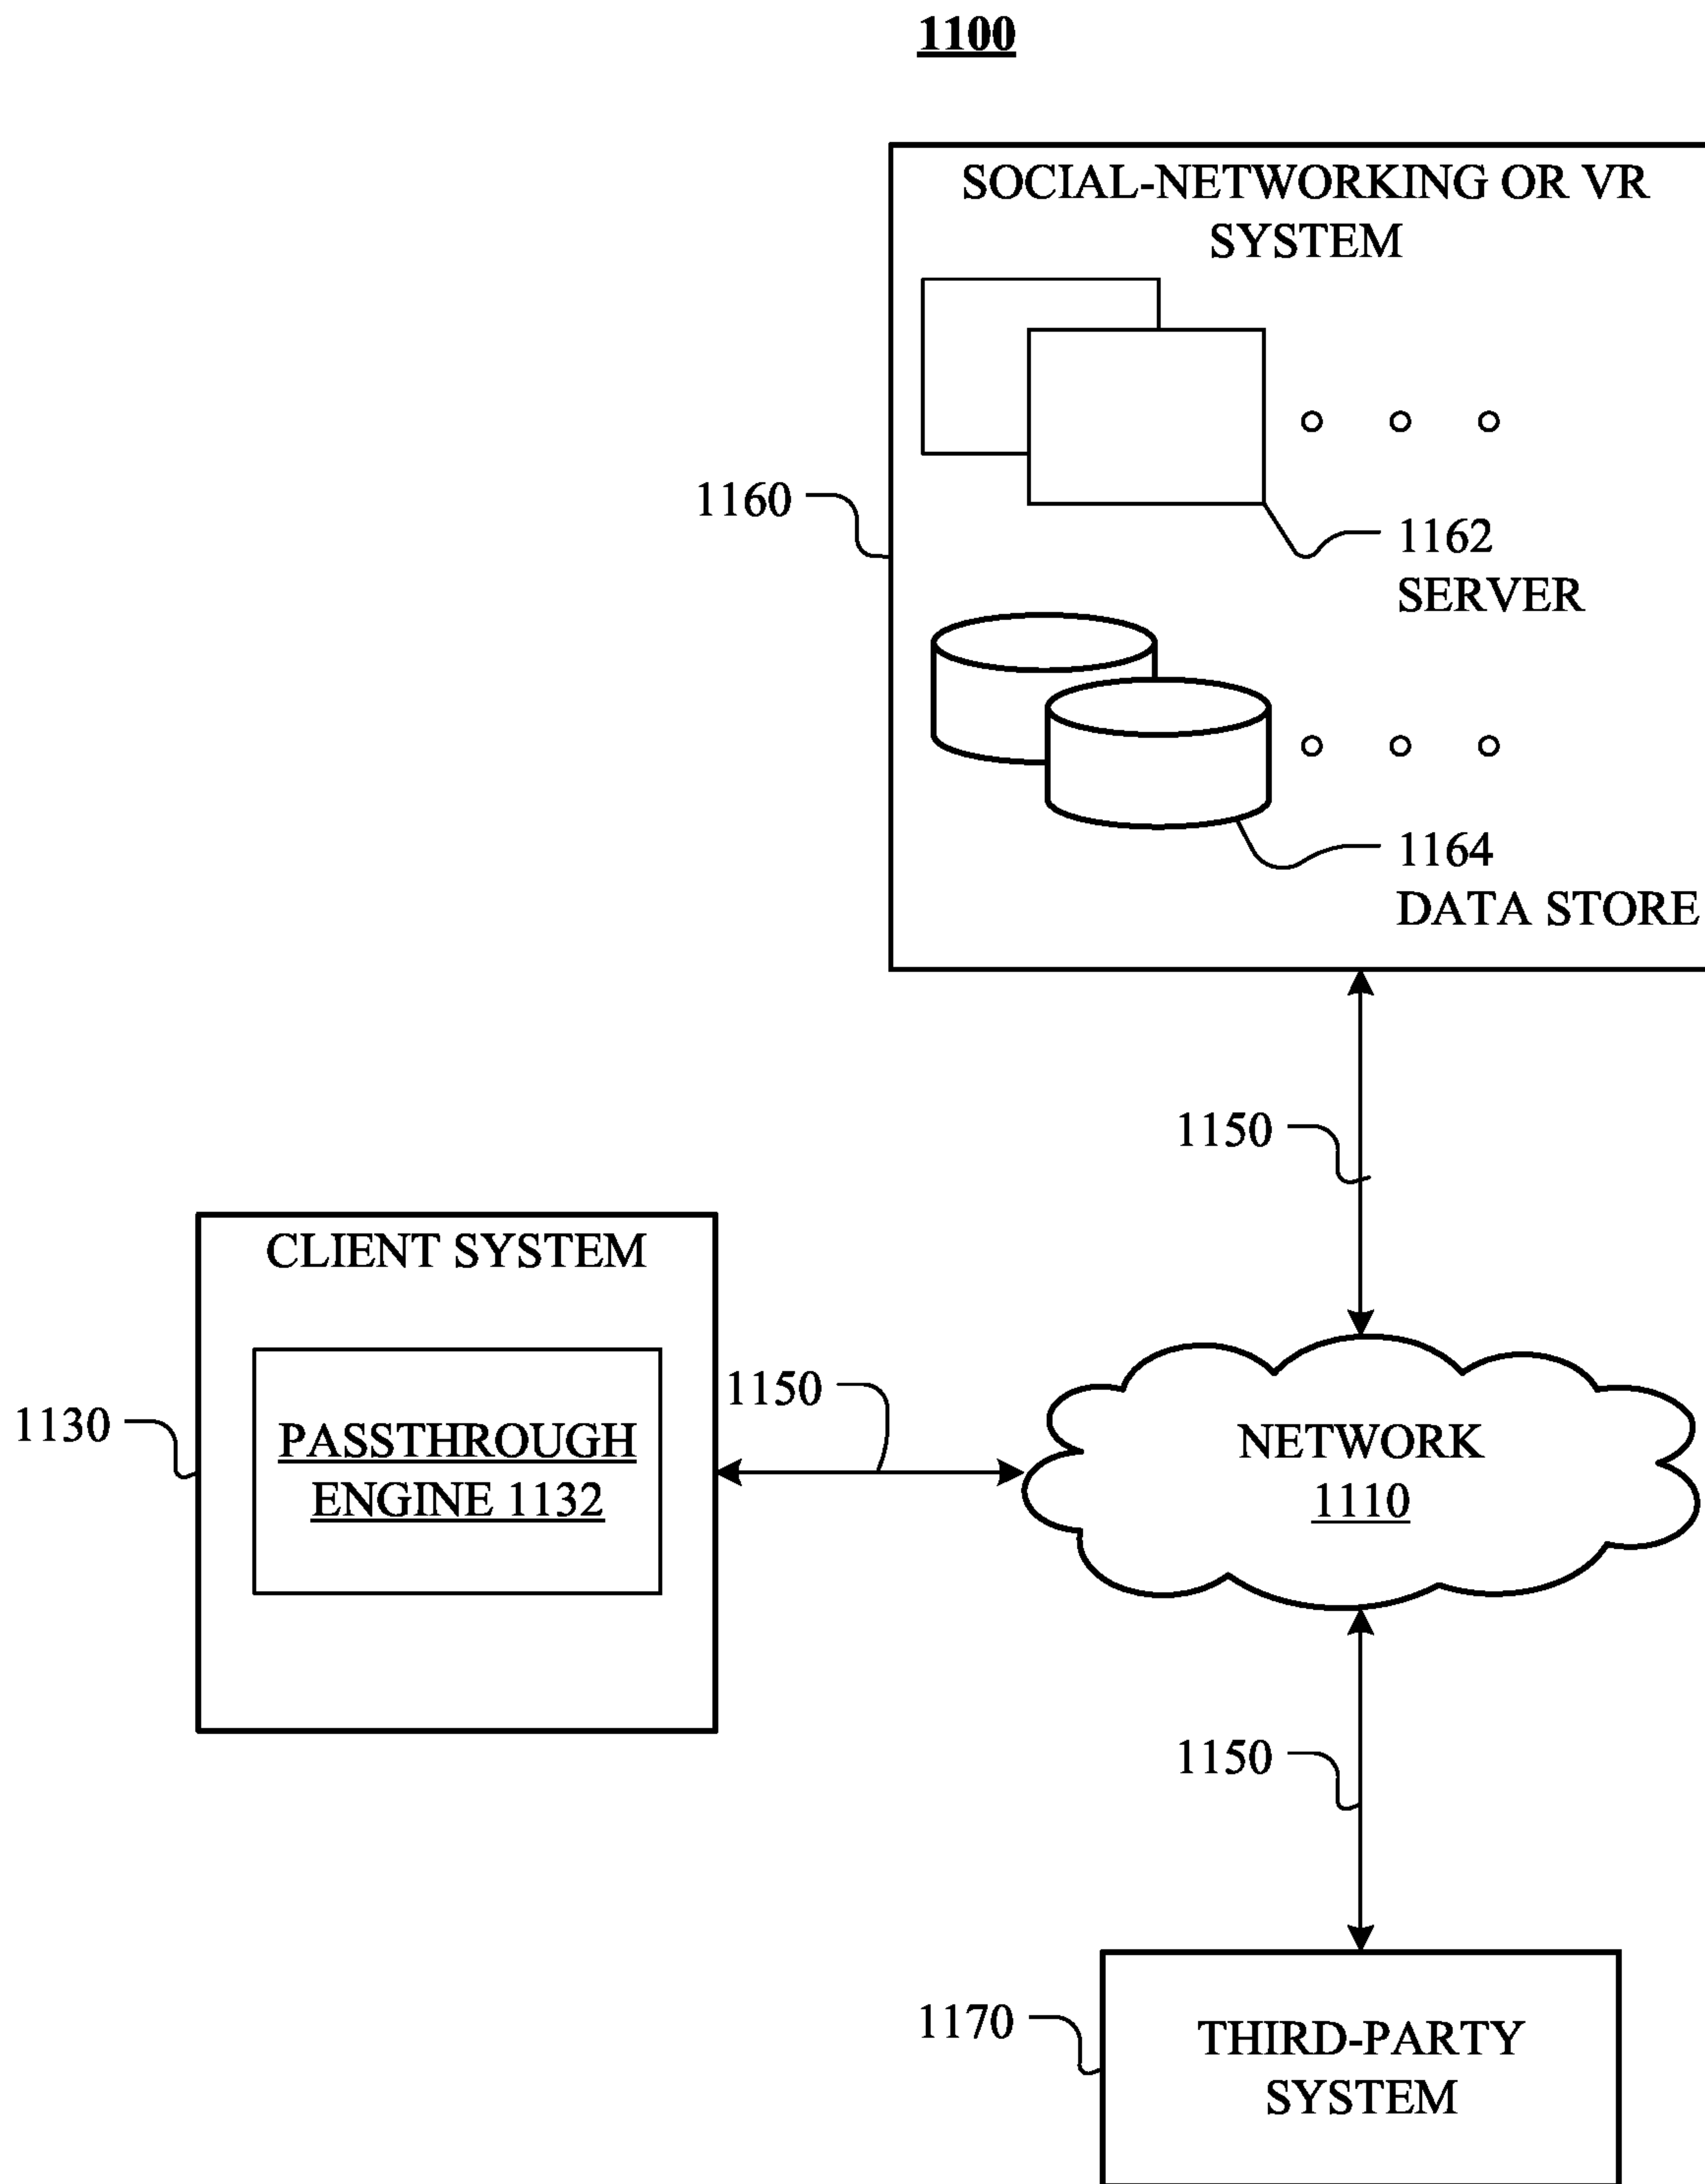 1100
SOCIAL-NETWORKING OR VR
SYSTEM
1160
1162
SERVER
1164
DATA STORE
1150
CLIENT SYSTEM
1150
1130
PASSTHROUGH
ENGINE 1132
NETWORK
1110
1150
1170
THIRD-PARTY
SYSTEM